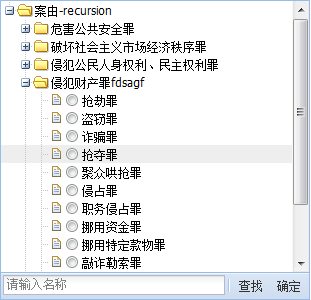 案由-recursion
危害公共安全罪
破坏社会主义市场经济秩序罪
侵犯公民人身权利、民主权利罪
侵犯财产罪fdsagf
抢劫罪
盗窃罪
诈骗罪
抢夺罪
聚众哄抢罪
侵占罪
职务侵占罪
挪用资金罪
挪用特定款物罪
敲诈勒索罪
请输入名称 查找 确定